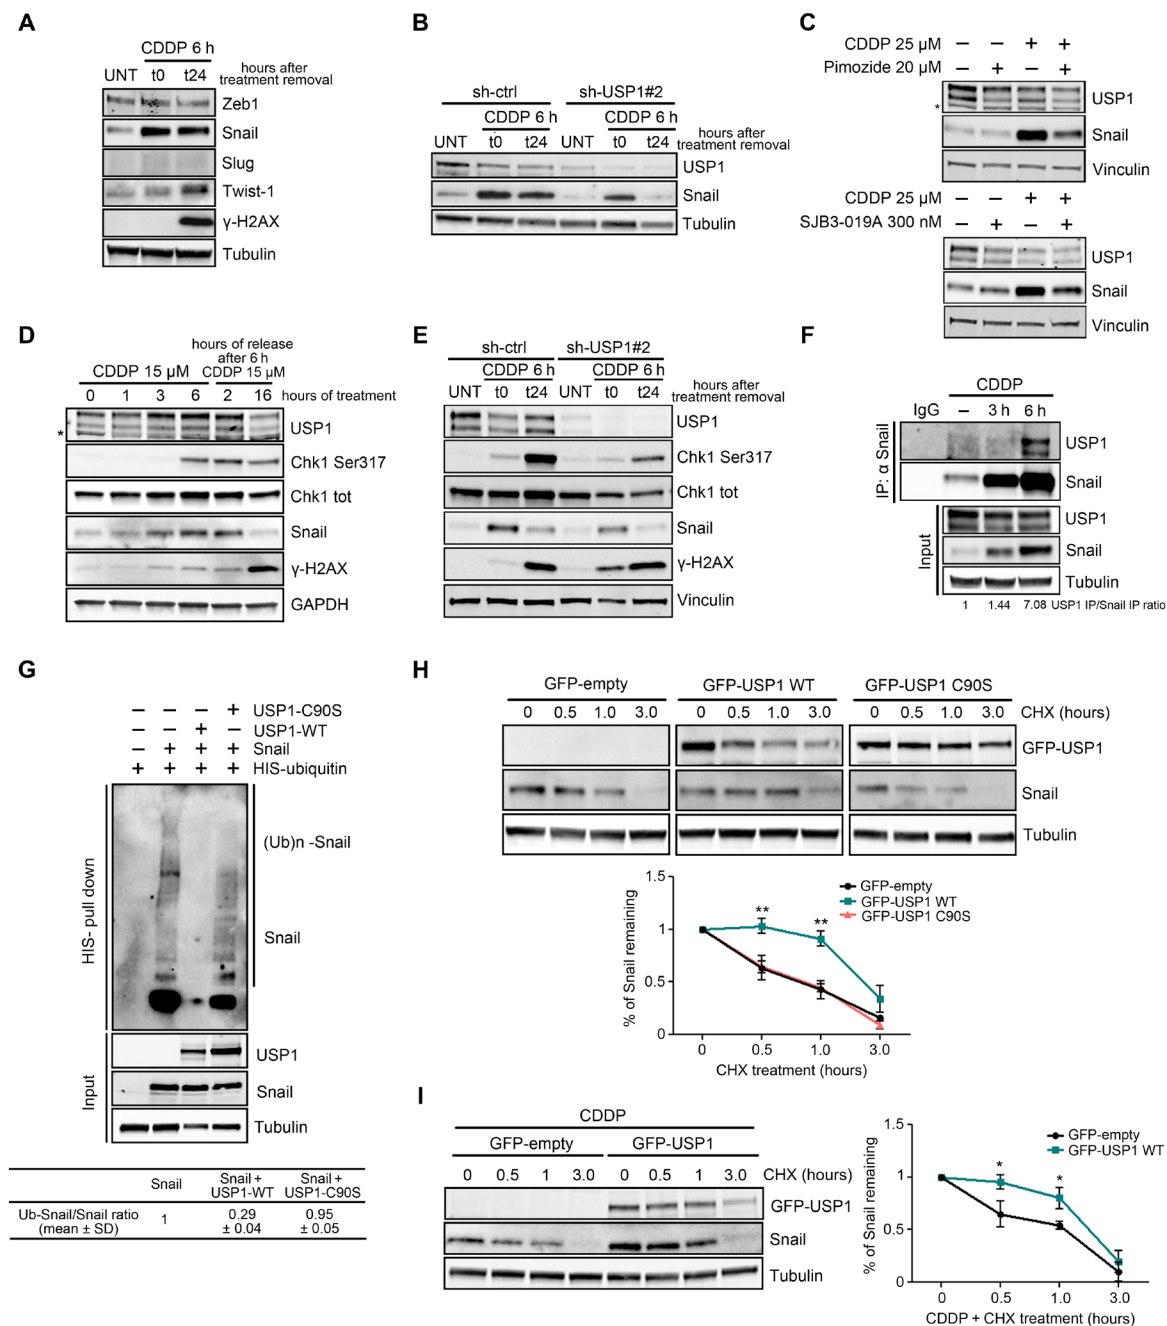 A
CDDP 6 h
UNT t0 t24 hours after
treatment removal
Zeb1
Snail
Slug
Twist-1
γ-H2AX
Tubulin
B
sh-ctrl sh-USP1#2
CDDP 6 h CDDP 6 h
UNT t0 t24 UNT t0 t24 hours after
treatment removal
USP1
Snail
Tubulin
C
CDDP 25 μM − − + +
Pimozide 20 μM − + − +
* USP1
Snail
Vinculin
CDDP 25 μM − − + +
SJB3-019A 300 nM − + − +
USP1
Snail
Vinculin
D
hours of release
after 6 h
CDDP 15 μM CDDP 15 μM
0 1 3 6 2 16 hours of treatment
* USP1
Chk1 Ser317
Chk1 tot
Snail
γ-H2AX
GAPDH
E
sh-ctrl sh-USP1#2
CDDP 6 h CDDP 6 h
UNT t0 t24 UNT t0 t24 hours after
treatment removal
USP1
Chk1 Ser317
Chk1 tot
Snail
γ-H2AX
Vinculin
F
CDDP
IgG − 3 h 6 h
IP: α Snail
USP1
Snail
Input
USP1
Snail
Tubulin
1 1.44 7.08 USP1 IP/Snail IP ratio
G
− − − + USP1-C90S
− − + − USP1-WT
− + + + Snail
+ + + + HIS-ubiquitin
HIS- pull down
(Ub)n -Snail
Snail
Input
USP1
Snail
Tubulin
Snail Snail + USP1-WT Snail + USP1-C90S
Ub-Snail/Snail ratio (mean ± SD) 1 0.29 ± 0.04 0.95 ± 0.05
H
GFP-empty GFP-USP1 WT GFP-USP1 C90S
0 0.5 1.0 3.0 0 0.5 1.0 3.0 0 0.5 1.0 3.0 CHX (hours)
GFP-USP1
Snail
Tubulin
% of Snail remaining
1.5
1
0.5
0
** **
GFP-empty
GFP-USP1 WT
GFP-USP1 C90S
0 0.5 1.0 3.0
CHX treatment (hours)
I
CDDP
GFP-empty GFP-USP1
0 0.5 1 3.0 0 0.5 1 3.0 CHX (hours)
GFP-USP1
Snail
Tubulin
% of Snail remaining
1.5
1
0.5
0
* *
GFP-empty
GFP-USP1 WT
0 0.5 1.0 3.0
CDDP + CHX treatment (hours)